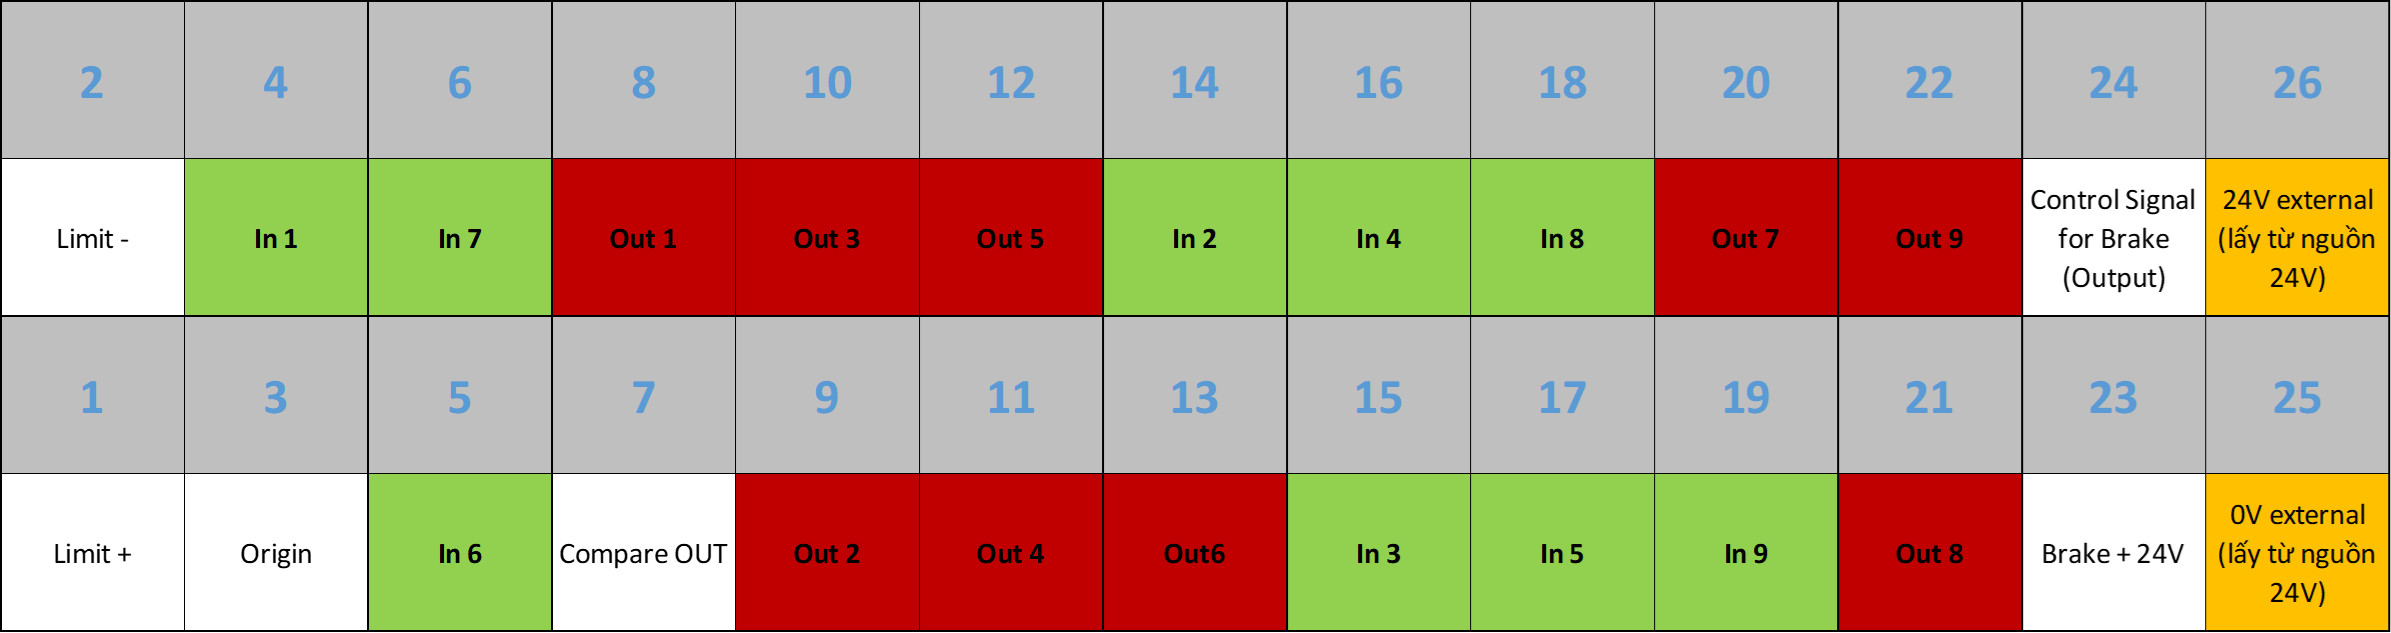 2 4 6 8 10 12 14 16 18 20 22 24 26
Limit - In 1 In 7 Out 1 Out 3 Out 5 In 2 In 4 In 8 Out 7 Out 9
Control Signal
for Brake
(Output)
24V external
(lấy từ nguồn
24V)
1 3 5 7 9 11 13 15 17 19 21 23 25
Limit + Origin In 6 Compare OUT Out 2 Out 4 Out6 In 3 In 5 In 9 Out 8 Brake + 24V
0V external
(lấy từ nguồn
24V)